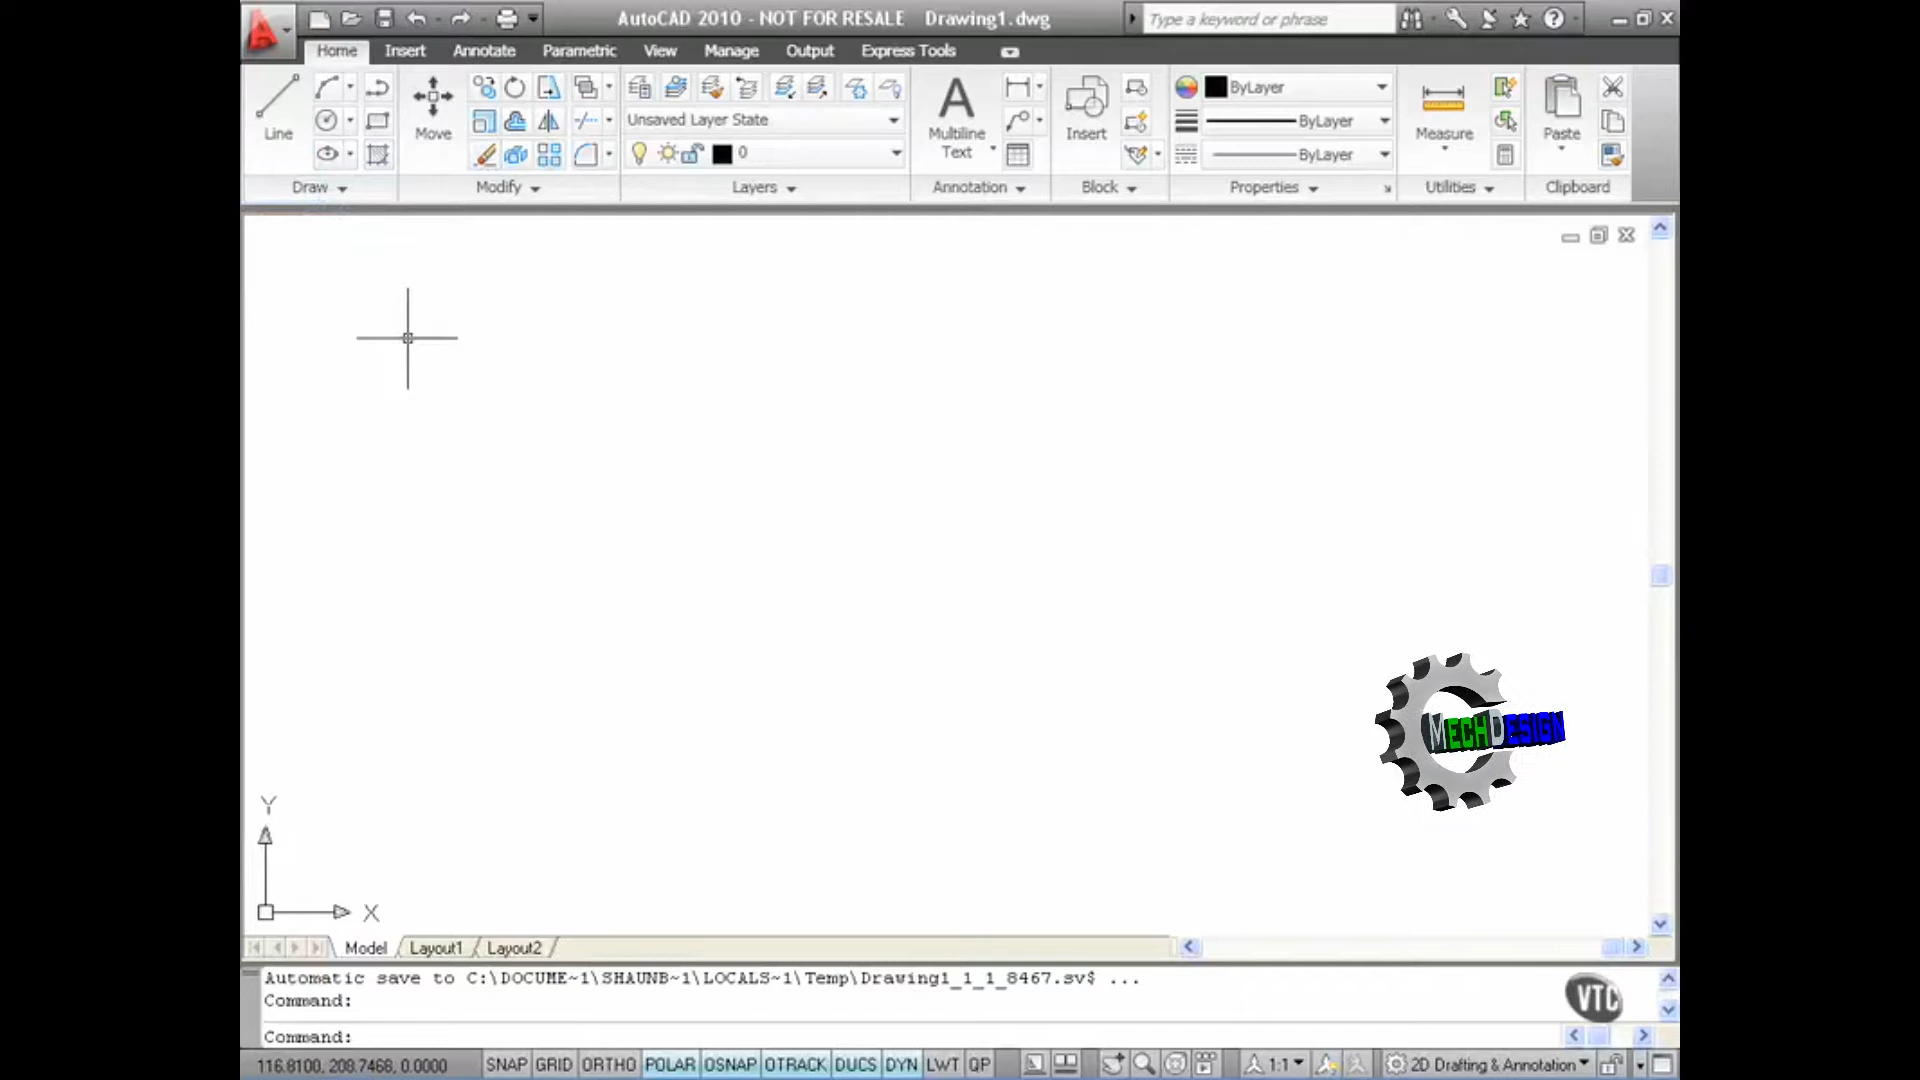 AutoCAD 2010 - NOT FOR RESALE Drawing1.dwg
Type a keyword or phrase
Home Insert Annotate Parametric View Manage Output Express Tools
Line
Move
Unsaved Layer State
0
Multiline
Text
Insert
ByLayer
ByLayer
ByLayer
Measure
Paste
Draw Modify Layers Annotation Block Properties Utilities Clipboard
MECHDESIGN
Y
X
Model Layout1 Layout2
Automatic save to C:\DOCUME~1\SHAUNB~1\LOCALS~1\Temp\Drawing1_1_1_8467.sv$ ...
Command:
Command:
VTC
116.8100, 208.7468, 0.0000 SNAP GRID ORTHO POLAR OSNAP OTRACK DUCS DYN LWT QP 1:1 2D Drafting & Annotation